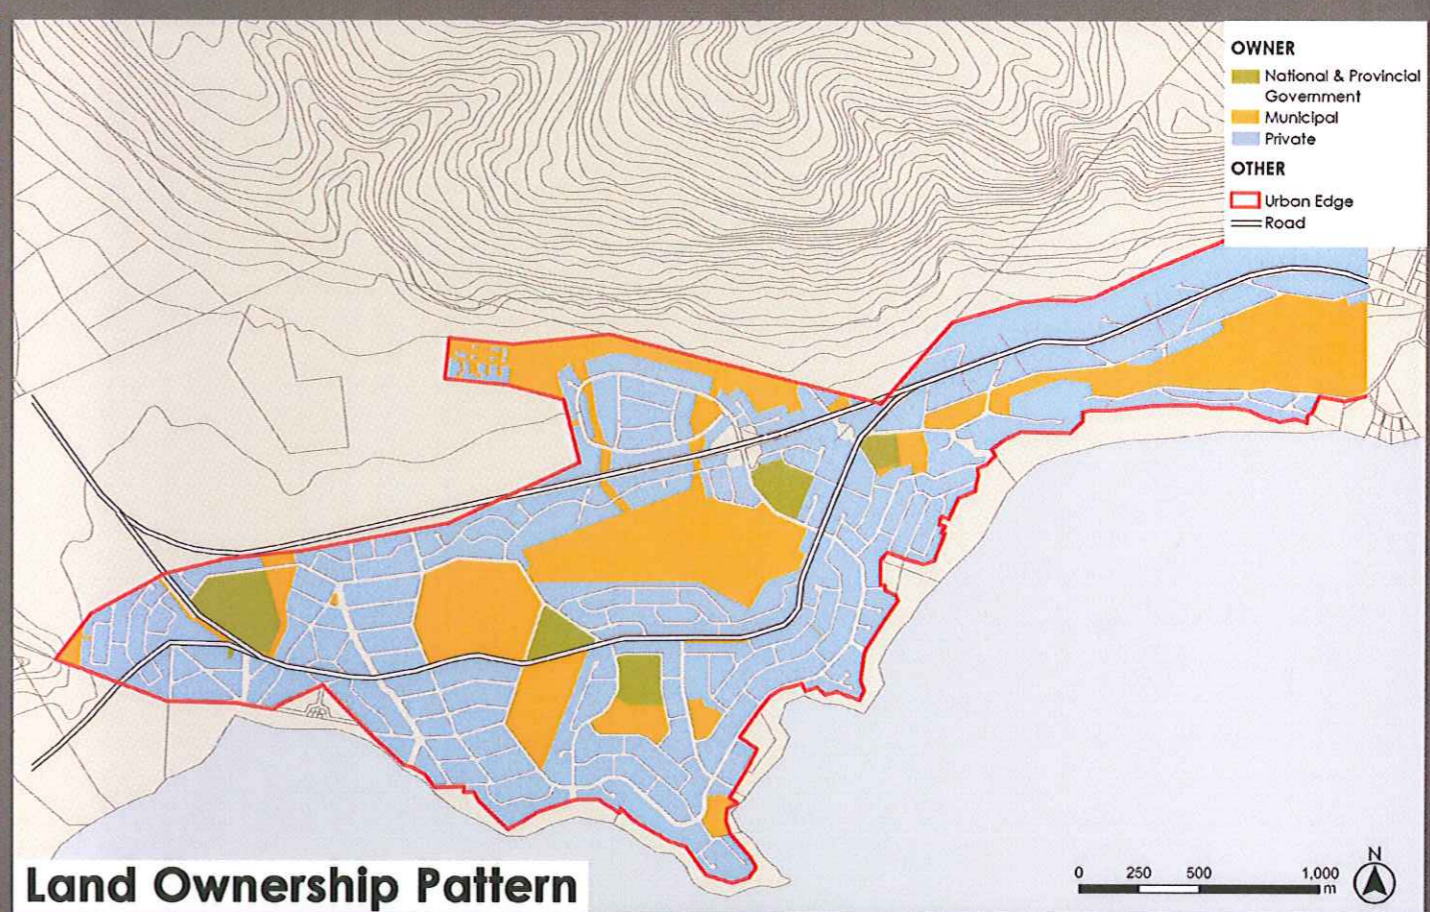 OWNER
National & Provincial
Government
Municipal
Private
OTHER
Urban Edge
Road
Land Ownership Pattern
0 250 500 1,000
m
N